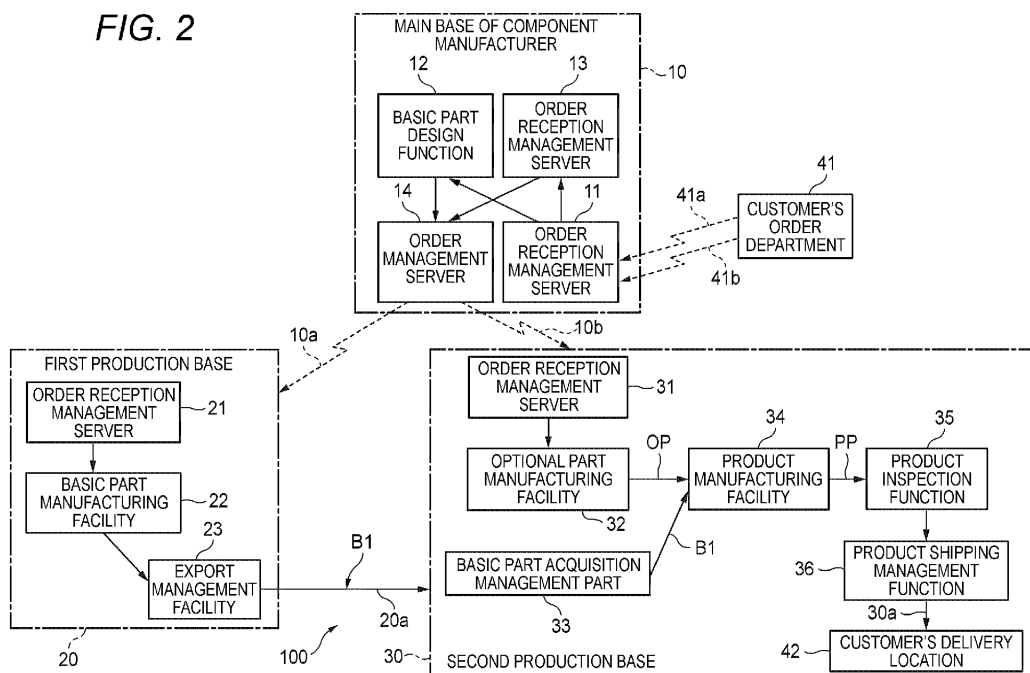 FIG. 2
MAIN BASE OF COMPONENT
MANUFACTURER
10
12
13
BASIC PART
DESIGN
FUNCTION
ORDER
RECEPTION
MANAGEMENT
SERVER
14
11
ORDER
MANAGEMENT
SERVER
ORDER
RECEPTION
MANAGEMENT
SERVER
41
41a
CUSTOMER'S
ORDER
DEPARTMENT
41b
10a
10b
FIRST PRODUCTION BASE
ORDER RECEPTION
MANAGEMENT
SERVER
21
BASIC PART
MANUFACTURING
FACILITY
22
23
EXPORT
MANAGEMENT
FACILITY
20
B1
20a
100
ORDER RECEPTION
MANAGEMENT
SERVER
31
OPTIONAL PART
MANUFACTURING
FACILITY
32
OP
34
PRODUCT
MANUFACTURING
FACILITY
PP
35
PRODUCT
INSPECTION
FUNCTION
BASIC PART ACQUISITION
MANAGEMENT PART
33
B1
PRODUCT SHIPPING
MANAGEMENT
FUNCTION
36
30a
CUSTOMER'S DELIVERY
LOCATION
42
30
SECOND PRODUCTION BASE